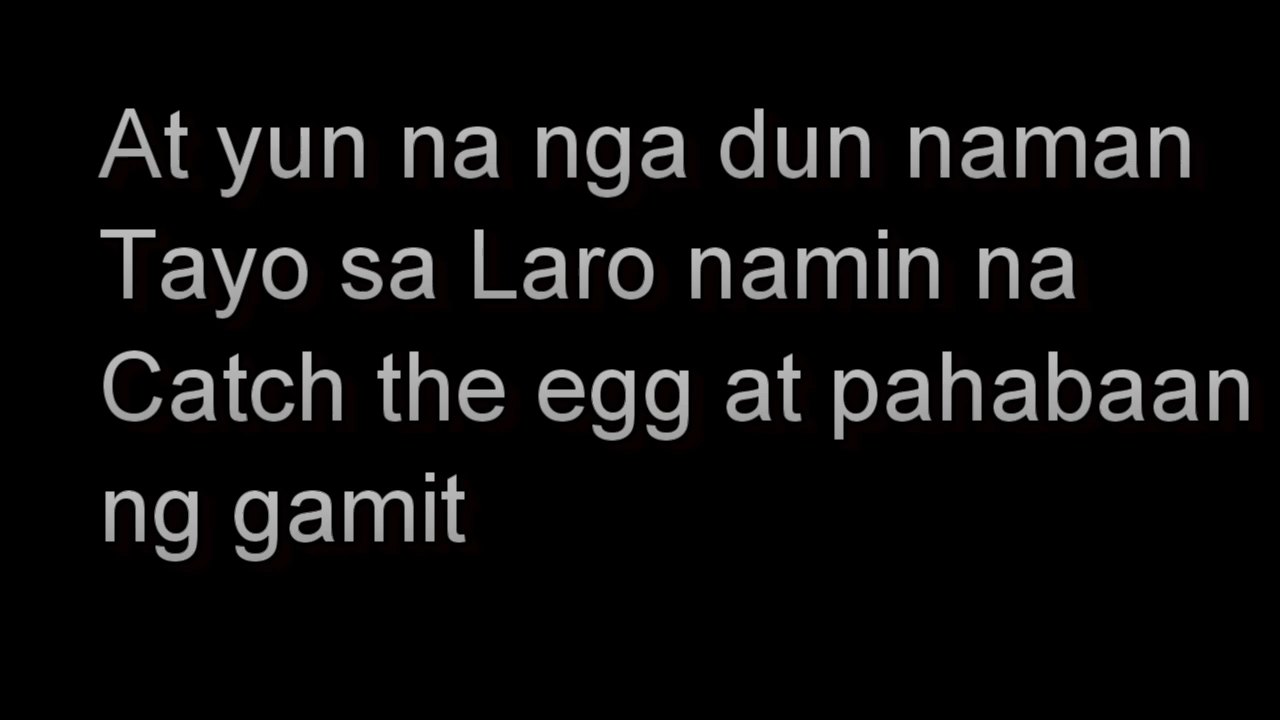 At yun na nga dun naman
Tayo sa Laro namin na
Catch the egg at pahabaan
ng gamit